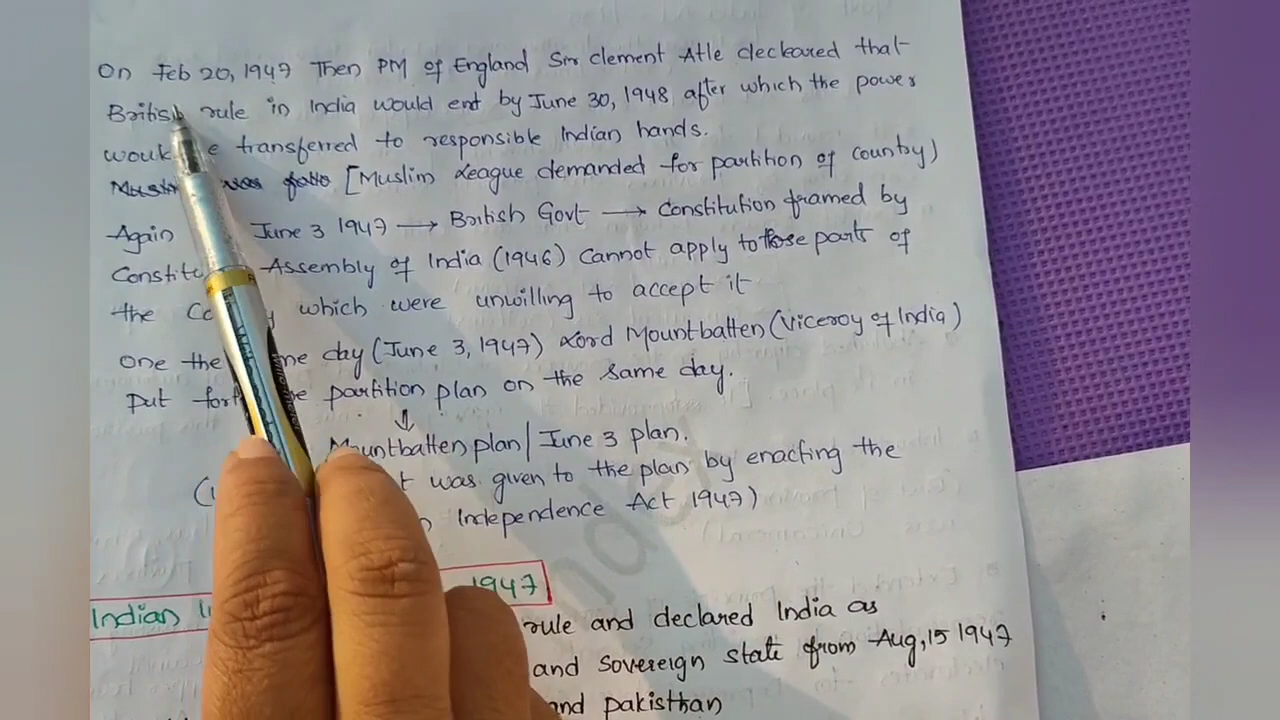 On Feb 20, 1947 Then PM of England Sir clement Atle declared that
British rule in India would ent by June 30, 1948 after which the power
transferred to responsible Indian hands.
was [Muslim League demanded for partition of country)
Again June 3 1947 → British Govt → Constitution framed by
Assembly of India (1946) cannot apply to those parts of
the which were unwilling to accept it
one the day (June 3, 1947) Lord Mountbatten (Viceroy of India)
put partition plan on the same day.
⇓
Mountbatten plan/ June 3 plan.
was given to the plan by enacting the
Independence Act 1947)
Indian 1947
rule and declared India as
and sovereign state from Aug, 15 1947
and pakisthan